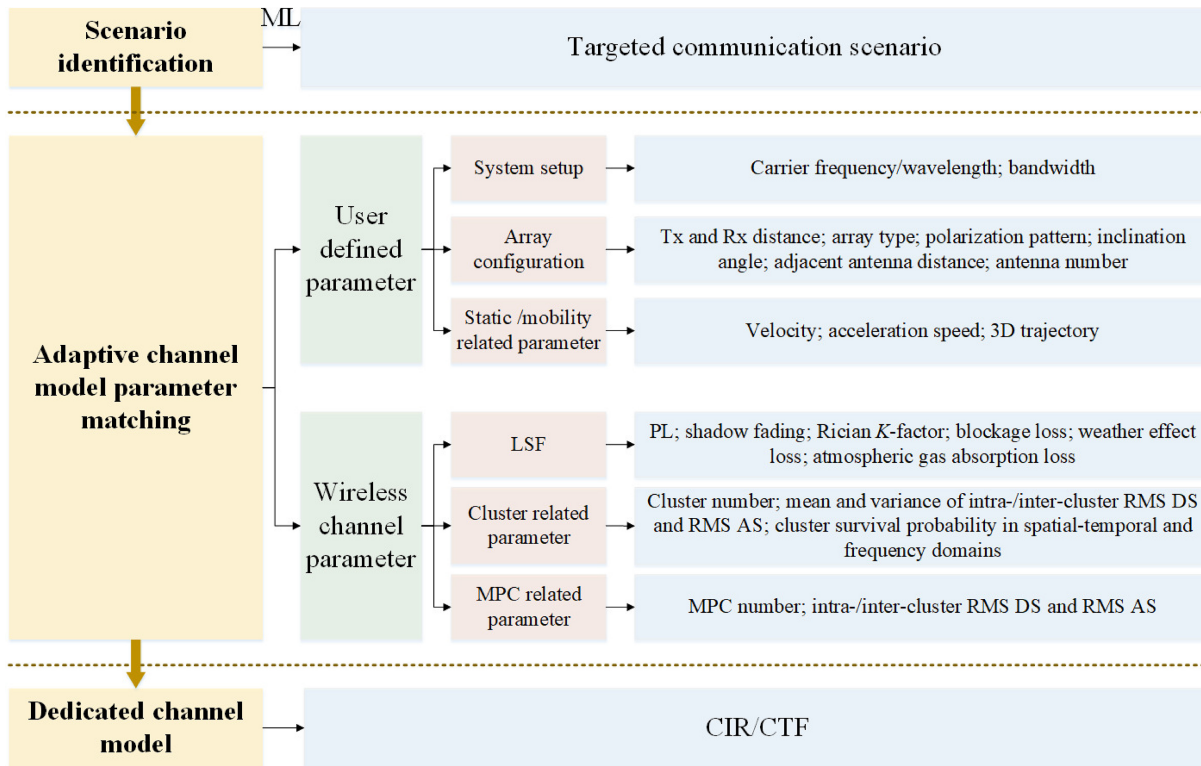 Scenario
identification
ML
Targeted communication scenario
Adaptive channel
model parameter
matching
User
defined
parameter
System setup
Carrier frequency/wavelength; bandwidth
Array
configuration
Tx and Rx distance; array type; polarization pattern; inclination
angle; adjacent antenna distance; antenna number
Static /mobility
related parameter
Velocity; acceleration speed; 3D trajectory
Wireless
channel
parameter
LSF
PL; shadow fading; Rician K-factor; blockage loss; weather effect
loss; atmospheric gas absorption loss
Cluster related
parameter
Cluster number; mean and variance of intra-/inter-cluster RMS DS
and RMS AS; cluster survival probability in spatial-temporal and
frequency domains
MPC related
parameter
MPC number; intra-/inter-cluster RMS DS and RMS AS
Dedicated channel
model
CIR/CTF